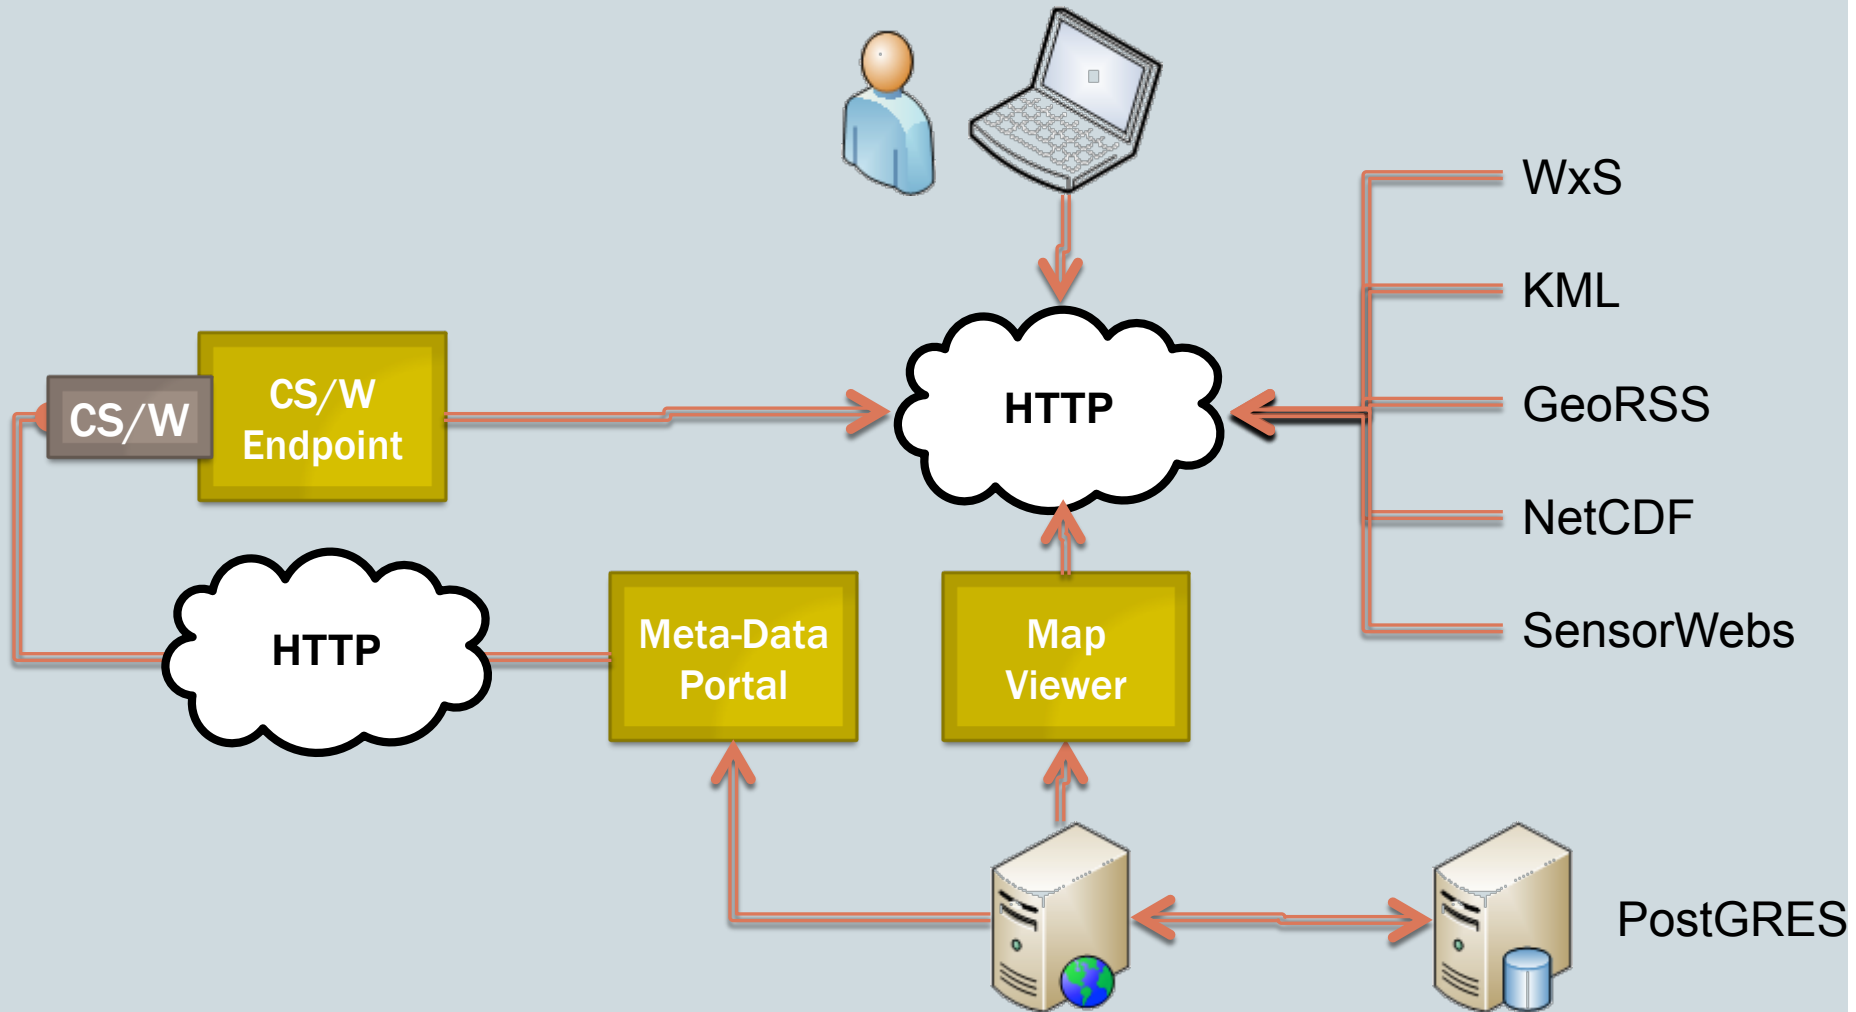 WxS
KML
CS/W
CS/W
Endpoint
HTTP
GeoRSS
NetCDF
HTTP
Meta-Data
Portal
Map
Viewer
SensorWebs
PostGRES